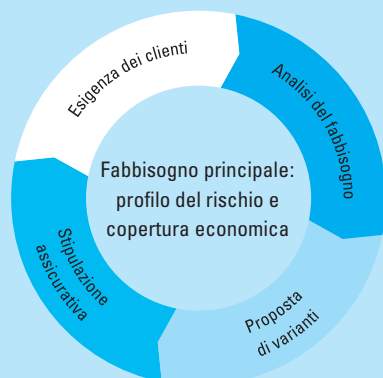 Esigenza dei clienti
Analisi del fabbisogno
Fabbisogno principale:
profilo del rischio e
copertura economica
Proposta
di varianti
Stipulazione
assicurativa